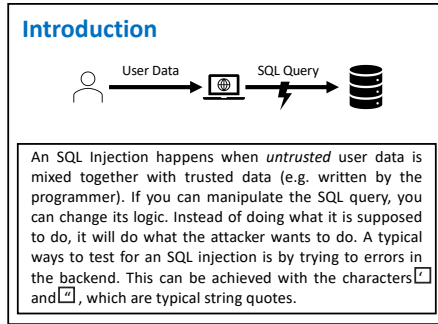 Introduction
User Data
SQL Query
An SQL Injection happens when untrusted user data is
mixed together with trusted data (e.g. written by the
programmer). If you can manipulate the SQL query, you
can change its logic. Instead of doing what it is supposed
to do, it will do what the attacker wants to do. A typical
ways to test for an SQL injection is by trying to errors in
the backend. This can be achieved with the characters ‘
and “ , which are typical string quotes.